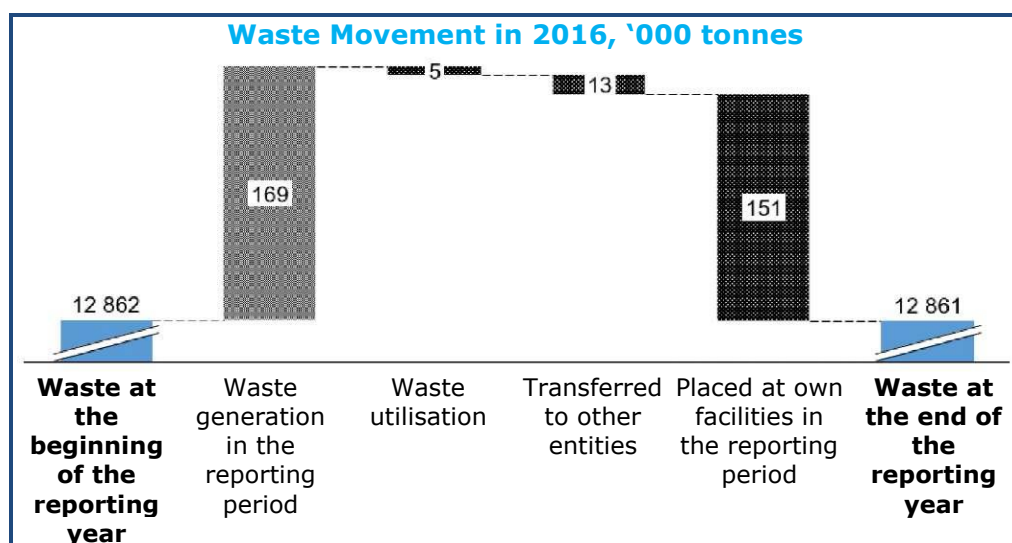 Waste Movement in 2016, ‘000 tonnes
5
13
169
151
12 862
12 861
Waste at
the
beginning
of the
reporting
year
Waste
generation
in the
reporting
period
Waste
utilisation
Transferred
to other
entities
Placed at own
facilities in
the reporting
period
Waste at
the end of
the
reporting
year